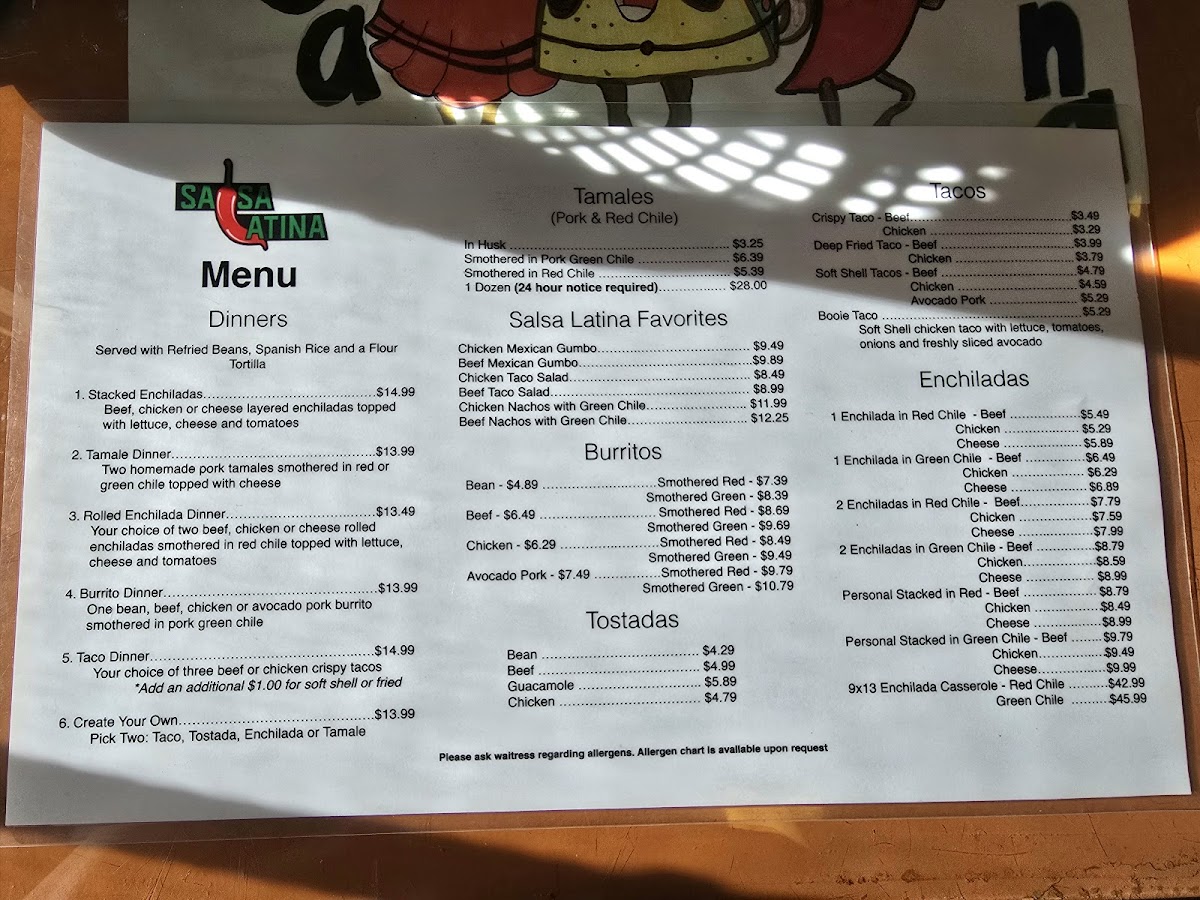 a
n
a
SALSA
LATINA
Menu
Dinners
Served with Refried Beans, Spanish Rice and a Flour
Tortilla
1. Stacked Enchiladas.....$14.99
Beef, chicken or cheese layered enchiladas topped
with lettuce, cheese and tomatoes
2. Tamale Dinner.....$13.99
Two homemade pork tamales smothered in red or
green chile topped with cheese
3. Rolled Enchilada Dinner.....$13.49
Your choice of two beef, chicken or cheese rolled
enchiladas smothered in red chile topped with lettuce,
cheese and tomatoes
4. Burrito Dinner.....$13.99
One bean, beef, chicken or avocado pork burrito
smothered in pork green chile
5. Taco Dinner.....$14.99
Your choice of three beef or chicken crispy tacos
*Add an additional $1.00 for soft shell or fried
6. Create Your Own.....$13.99
Pick Two: Taco, Tostada, Enchilada or Tamale
Tamales
(Pork & Red Chile)
In Husk ..... $3.25
Smothered in Pork Green Chile ..... $6.39
Smothered in Red Chile ..... $5.39
1 Dozen (24 hour notice required)..... $28.00
Salsa Latina Favorites
Chicken Mexican Gumbo..... $9.49
Beef Mexican Gumbo..... $9.89
Chicken Taco Salad..... $8.49
Beef Taco Salad..... $8.99
Chicken Nachos with Green Chile..... $11.99
Beef Nachos with Green Chile..... $12.25
Burritos
Bean - $4.89 .....Smothered Red - $7.39
Smothered Green - $8.39
Beef - $6.49 .....Smothered Red - $8.69
Smothered Green - $9.69
Chicken - $6.29 .....Smothered Red - $8.49
Smothered Green - $9.49
Avocado Pork - $7.49 .....Smothered Red - $9.79
Smothered Green - $10.79
Tostadas
Bean ..... $4.29
Beef ..... $4.99
Guacamole ..... $5.89
Chicken ..... $4.79
Tacos
Crispy Taco - Beef.....$3.49
Chicken .....$3.29
Deep Fried Taco - Beef .....$3.99
Chicken .....$3.79
Soft Shell Tacos - Beef .....$4.79
Chicken .....$4.59
Avocado Pork .....$5.29
Booie Taco .....$5.29
Soft Shell chicken taco with lettuce, tomatoes,
onions and freshly sliced avocado
Enchiladas
1 Enchilada in Red Chile - Beef .....$5.49
Chicken .....$5.29
Cheese .....$5.89
1 Enchilada in Green Chile - Beef .....$6.49
Chicken .....$6.29
Cheese .....$6.89
2 Enchiladas in Red Chile - Beef.....$7.79
Chicken .....$7.59
Cheese .....$7.99
2 Enchiladas in Green Chile - Beef .....$8.79
Chicken.....$8.59
Cheese .....$8.99
Personal Stacked in Red - Beef .....$8.79
Chicken .....$8.49
Cheese .....$8.99
Personal Stacked in Green Chile - Beef .....$9.79
Chicken.....$9.49
Cheese.....$9.99
9x13 Enchilada Casserole - Red Chile .....$42.99
Green Chile .....$45.99
Please ask waitress regarding allergens. Allergen chart is available upon request